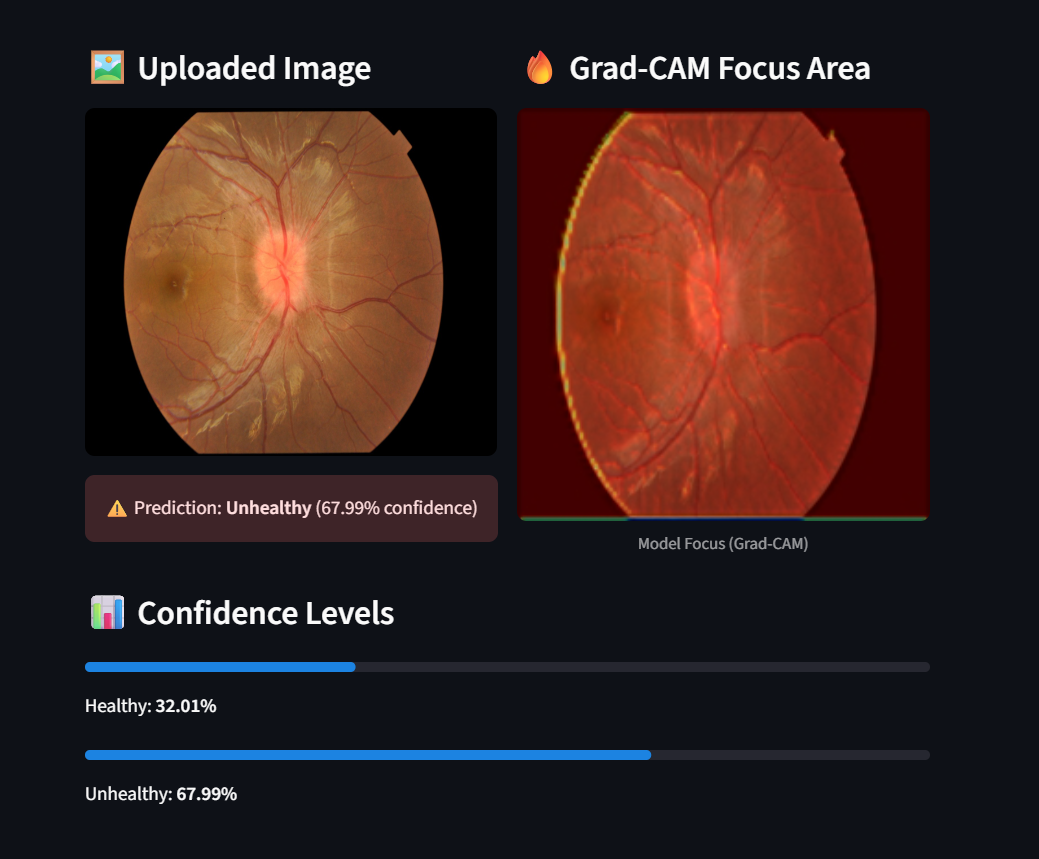 Uploaded Image
Grad-CAM Focus Area
Prediction: Unhealthy (67.99% confidence)
Model Focus (Grad-CAM)
Confidence Levels
Healthy: 32.01%
Unhealthy: 67.99%